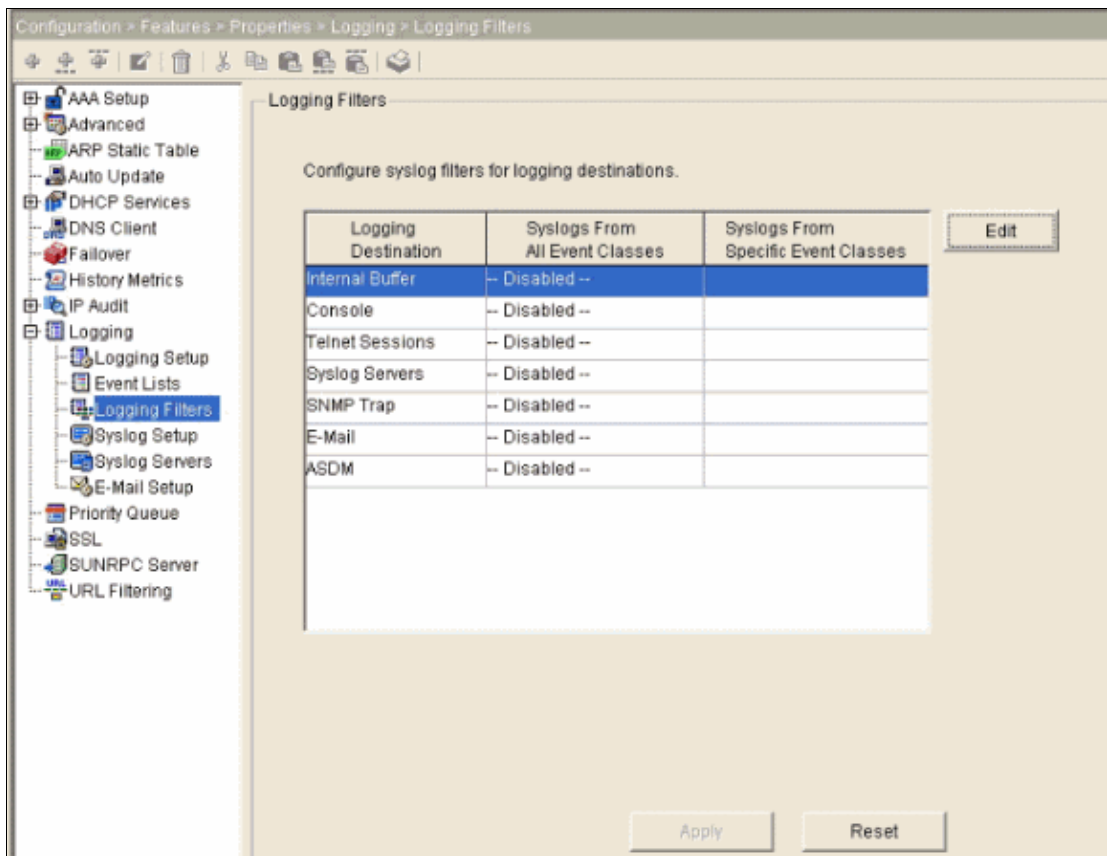 Configuration > Features > Properties > Logging > Logging Filters
AAA Setup
Advanced
ARP Static Table
Auto Update
DHCP Services
DNS Client
Failover
History Metrics
IP Audit
Logging
Logging Setup
Event Lists
Logging Filters
Syslog Setup
Syslog Servers
E-Mail Setup
Priority Queue
SSL
SUNRPC Server
URL Filtering
Logging Filters
Configure syslog filters for logging destinations.
Logging Destination Syslogs From All Event Classes Syslogs From Specific Event Classes
Internal Buffer -- Disabled --
Console -- Disabled --
Telnet Sessions -- Disabled --
Syslog Servers -- Disabled --
SNMP Trap -- Disabled --
E-Mail -- Disabled --
ASDM -- Disabled --
Edit
Apply Reset